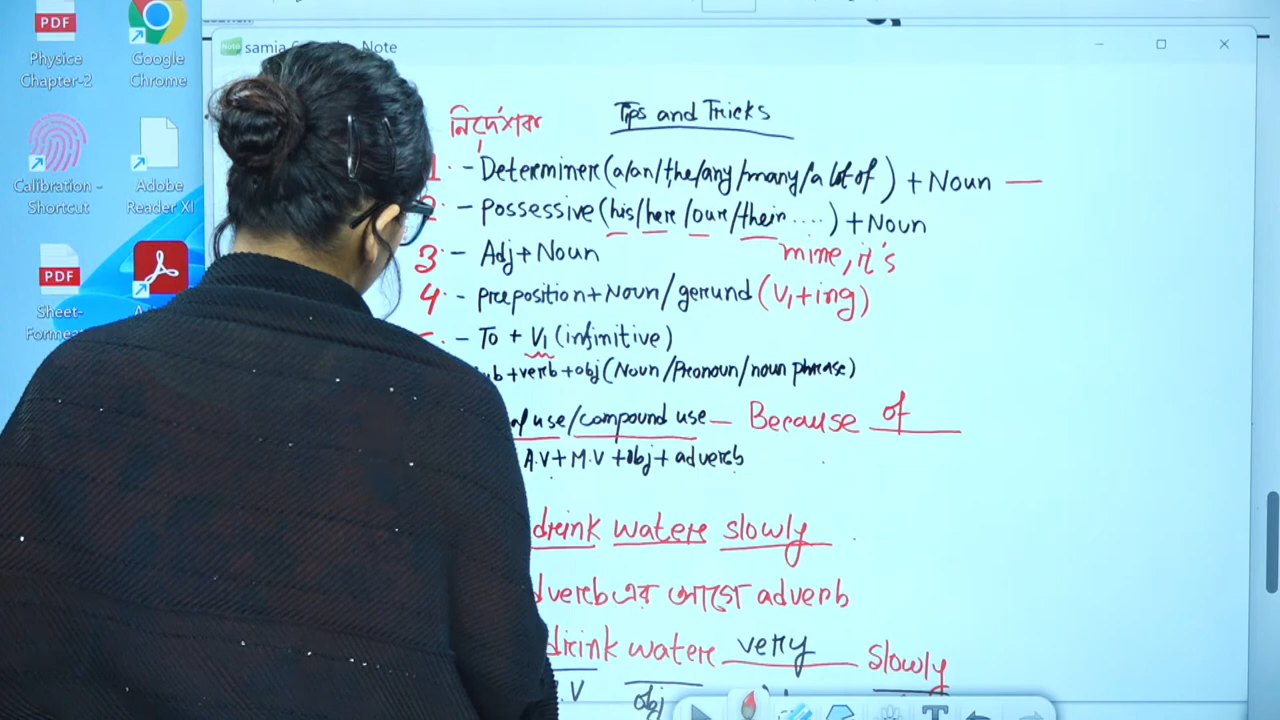 PDF
Physice
Chapter-2
Google
Chrome
Calibration -
Shortcut
Adobe
Reader XI
PDF
Sheet-
Note
samia
Note
Tips and Tricks
নির্দেশক
1. - Determiner(a/an/the/any/many/a lot of) + Noun —
2. - Possessive(his/here/our/their ....) + Noun
mine, it's
3. - Adj+Noun
4. - preposition+Noun/gerund(V1+ing)
- To + V1(infinitive)
+verb+obj(Noun/Pronoun/noun phrase)
use/compound use — Because of
A.V+M.V+obj+adverb
drink water slowly
adverb এর আগে adverb
drink water very slowly
.V
obj
T